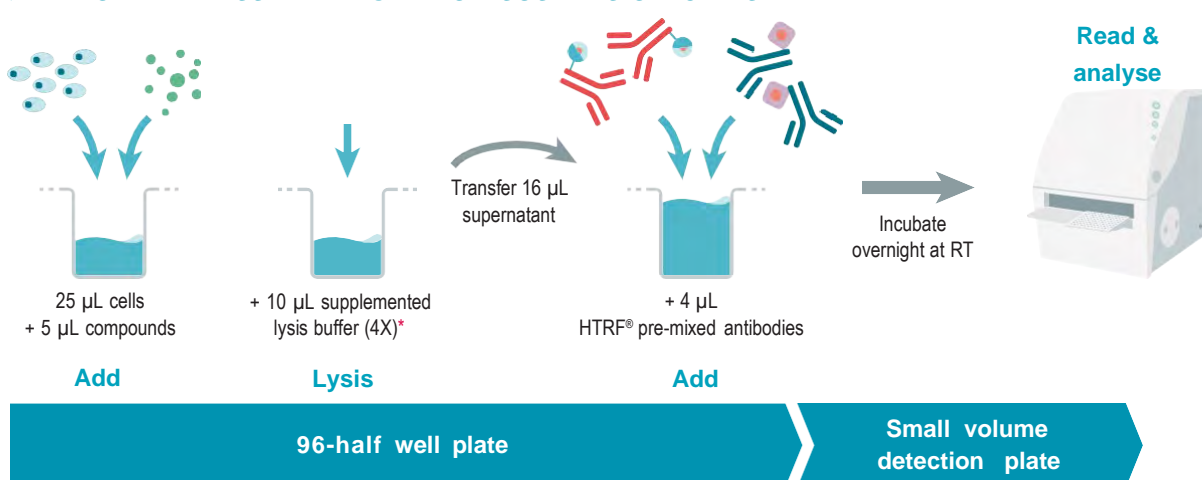 Read &
analyse
Transfer 16 µL
supernatant
Incubate
overnight at RT
25 µL cells
+ 5 µL compounds
+ 10 µL supplemented
lysis buffer (4X)*
+ 4 µL
HTRF® pre-mixed antibodies
Add
Lysis
Add
96-half well plate
Small volume
detection plate